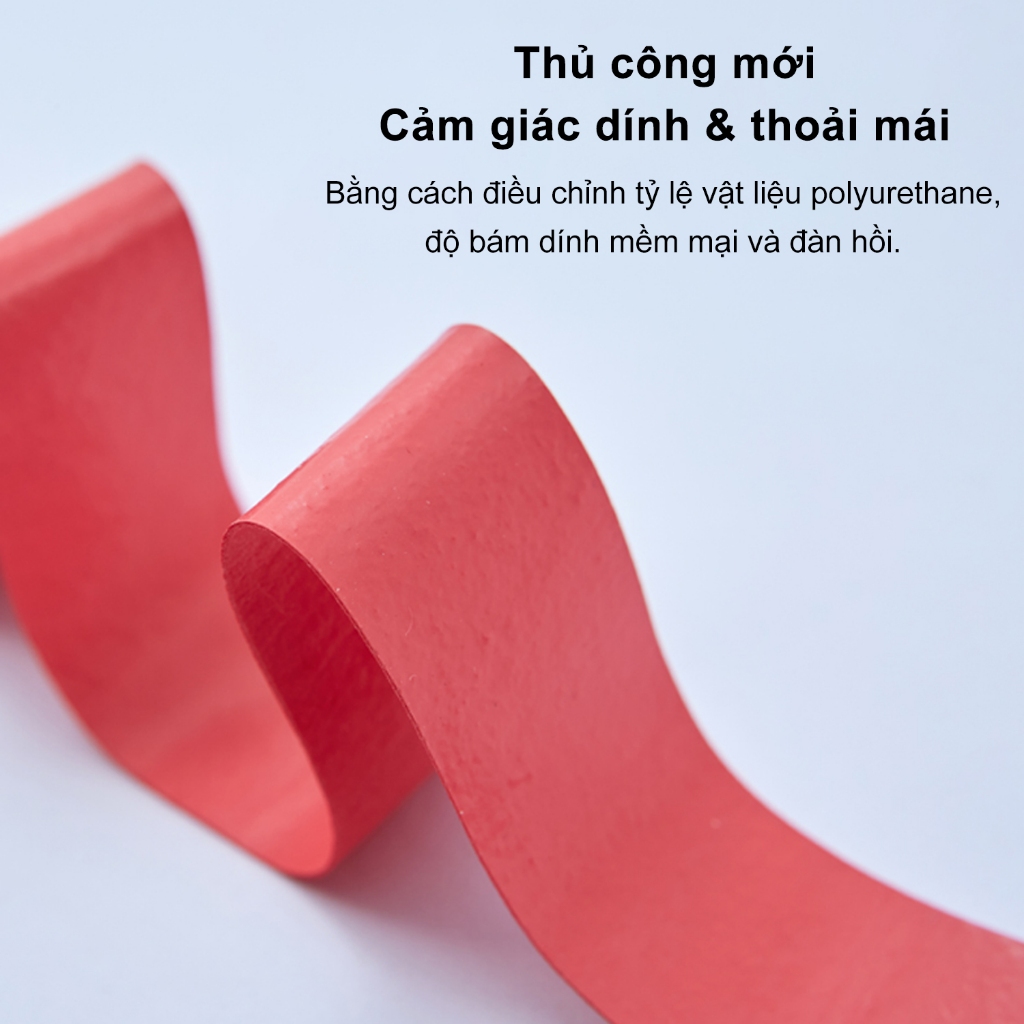 Thủ công mới
Cảm giác dính & thoải mái
Bằng cách điều chỉnh tỷ lệ vật liệu polyurethane,
độ bám dính mềm mại và đàn hồi.